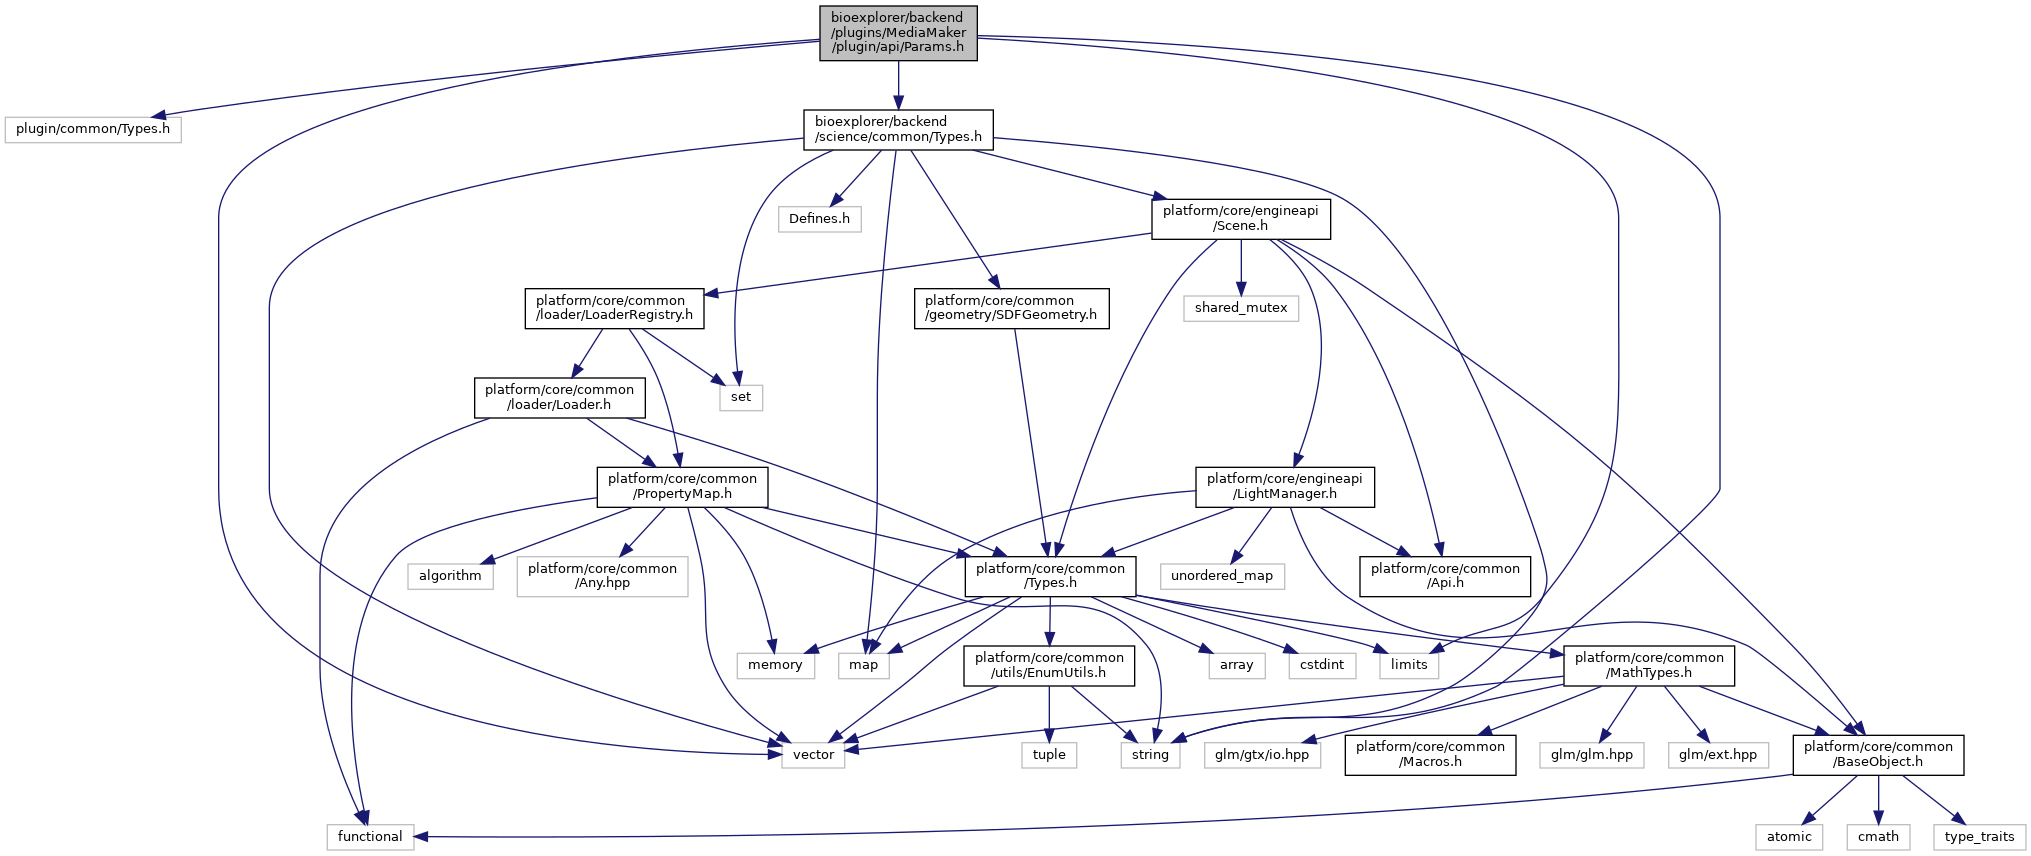 bioexplorer/backend
/plugins/MediaMaker
/plugin/api/Params.h
plugin/common/Types.h
bioexplorer/backend
/science/common/Types.h
Defines.h
platform/core/engineapi
/Scene.h
platform/core/common
/loader/LoaderRegistry.h
platform/core/common
/geometry/SDFGeometry.h
shared_mutex
platform/core/common
/loader/Loader.h
set
platform/core/common
/PropertyMap.h
platform/core/engineapi
/LightManager.h
algorithm
platform/core/common
/Any.hpp
platform/core/common
/Types.h
unordered_map
platform/core/common
/Api.h
memory
map
platform/core/common
/utils/EnumUtils.h
array
cstdint
limits
platform/core/common
/MathTypes.h
vector
tuple
string
glm/gtx/io.hpp
platform/core/common
/Macros.h
glm/glm.hpp
glm/ext.hpp
platform/core/common
/BaseObject.h
functional
atomic
cmath
type_traits